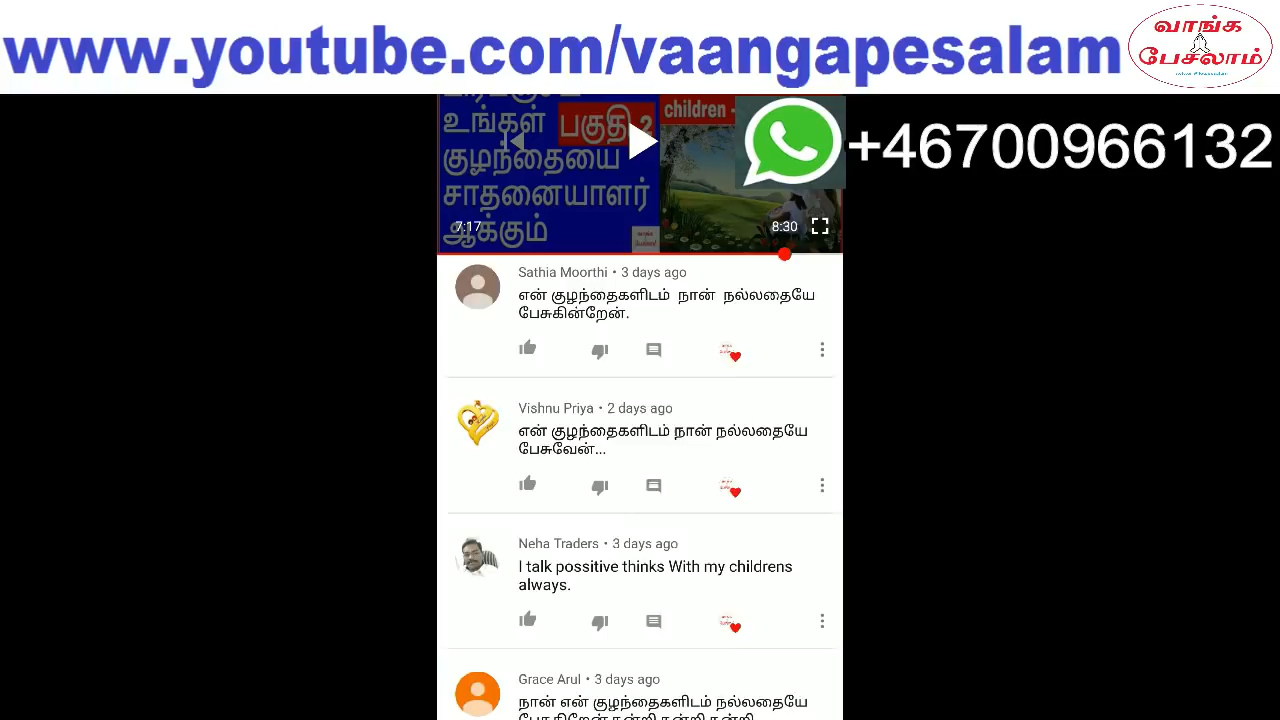 www.youtube.com/vaangapesalam
வாங்க
பேசலாம்
+46700966132
உங்கள் பகுதி 2
குழந்தையை
சாதனையாளர்
ஆக்கும்
children -
7:17
8:30
Sathia Moorthi • 3 days ago
என் குழந்தைகளிடம் நான் நல்லதையே
பேசுகின்றேன்.
Vishnu Priya • 2 days ago
என் குழந்தைகளிடம் நான் நல்லதையே
பேசுவேன்...
Neha Traders • 3 days ago
I talk possitive thinks With my childrens
always.
Grace Arul • 3 days ago
நான் என் குழந்தைகளிடம் நல்லதையே